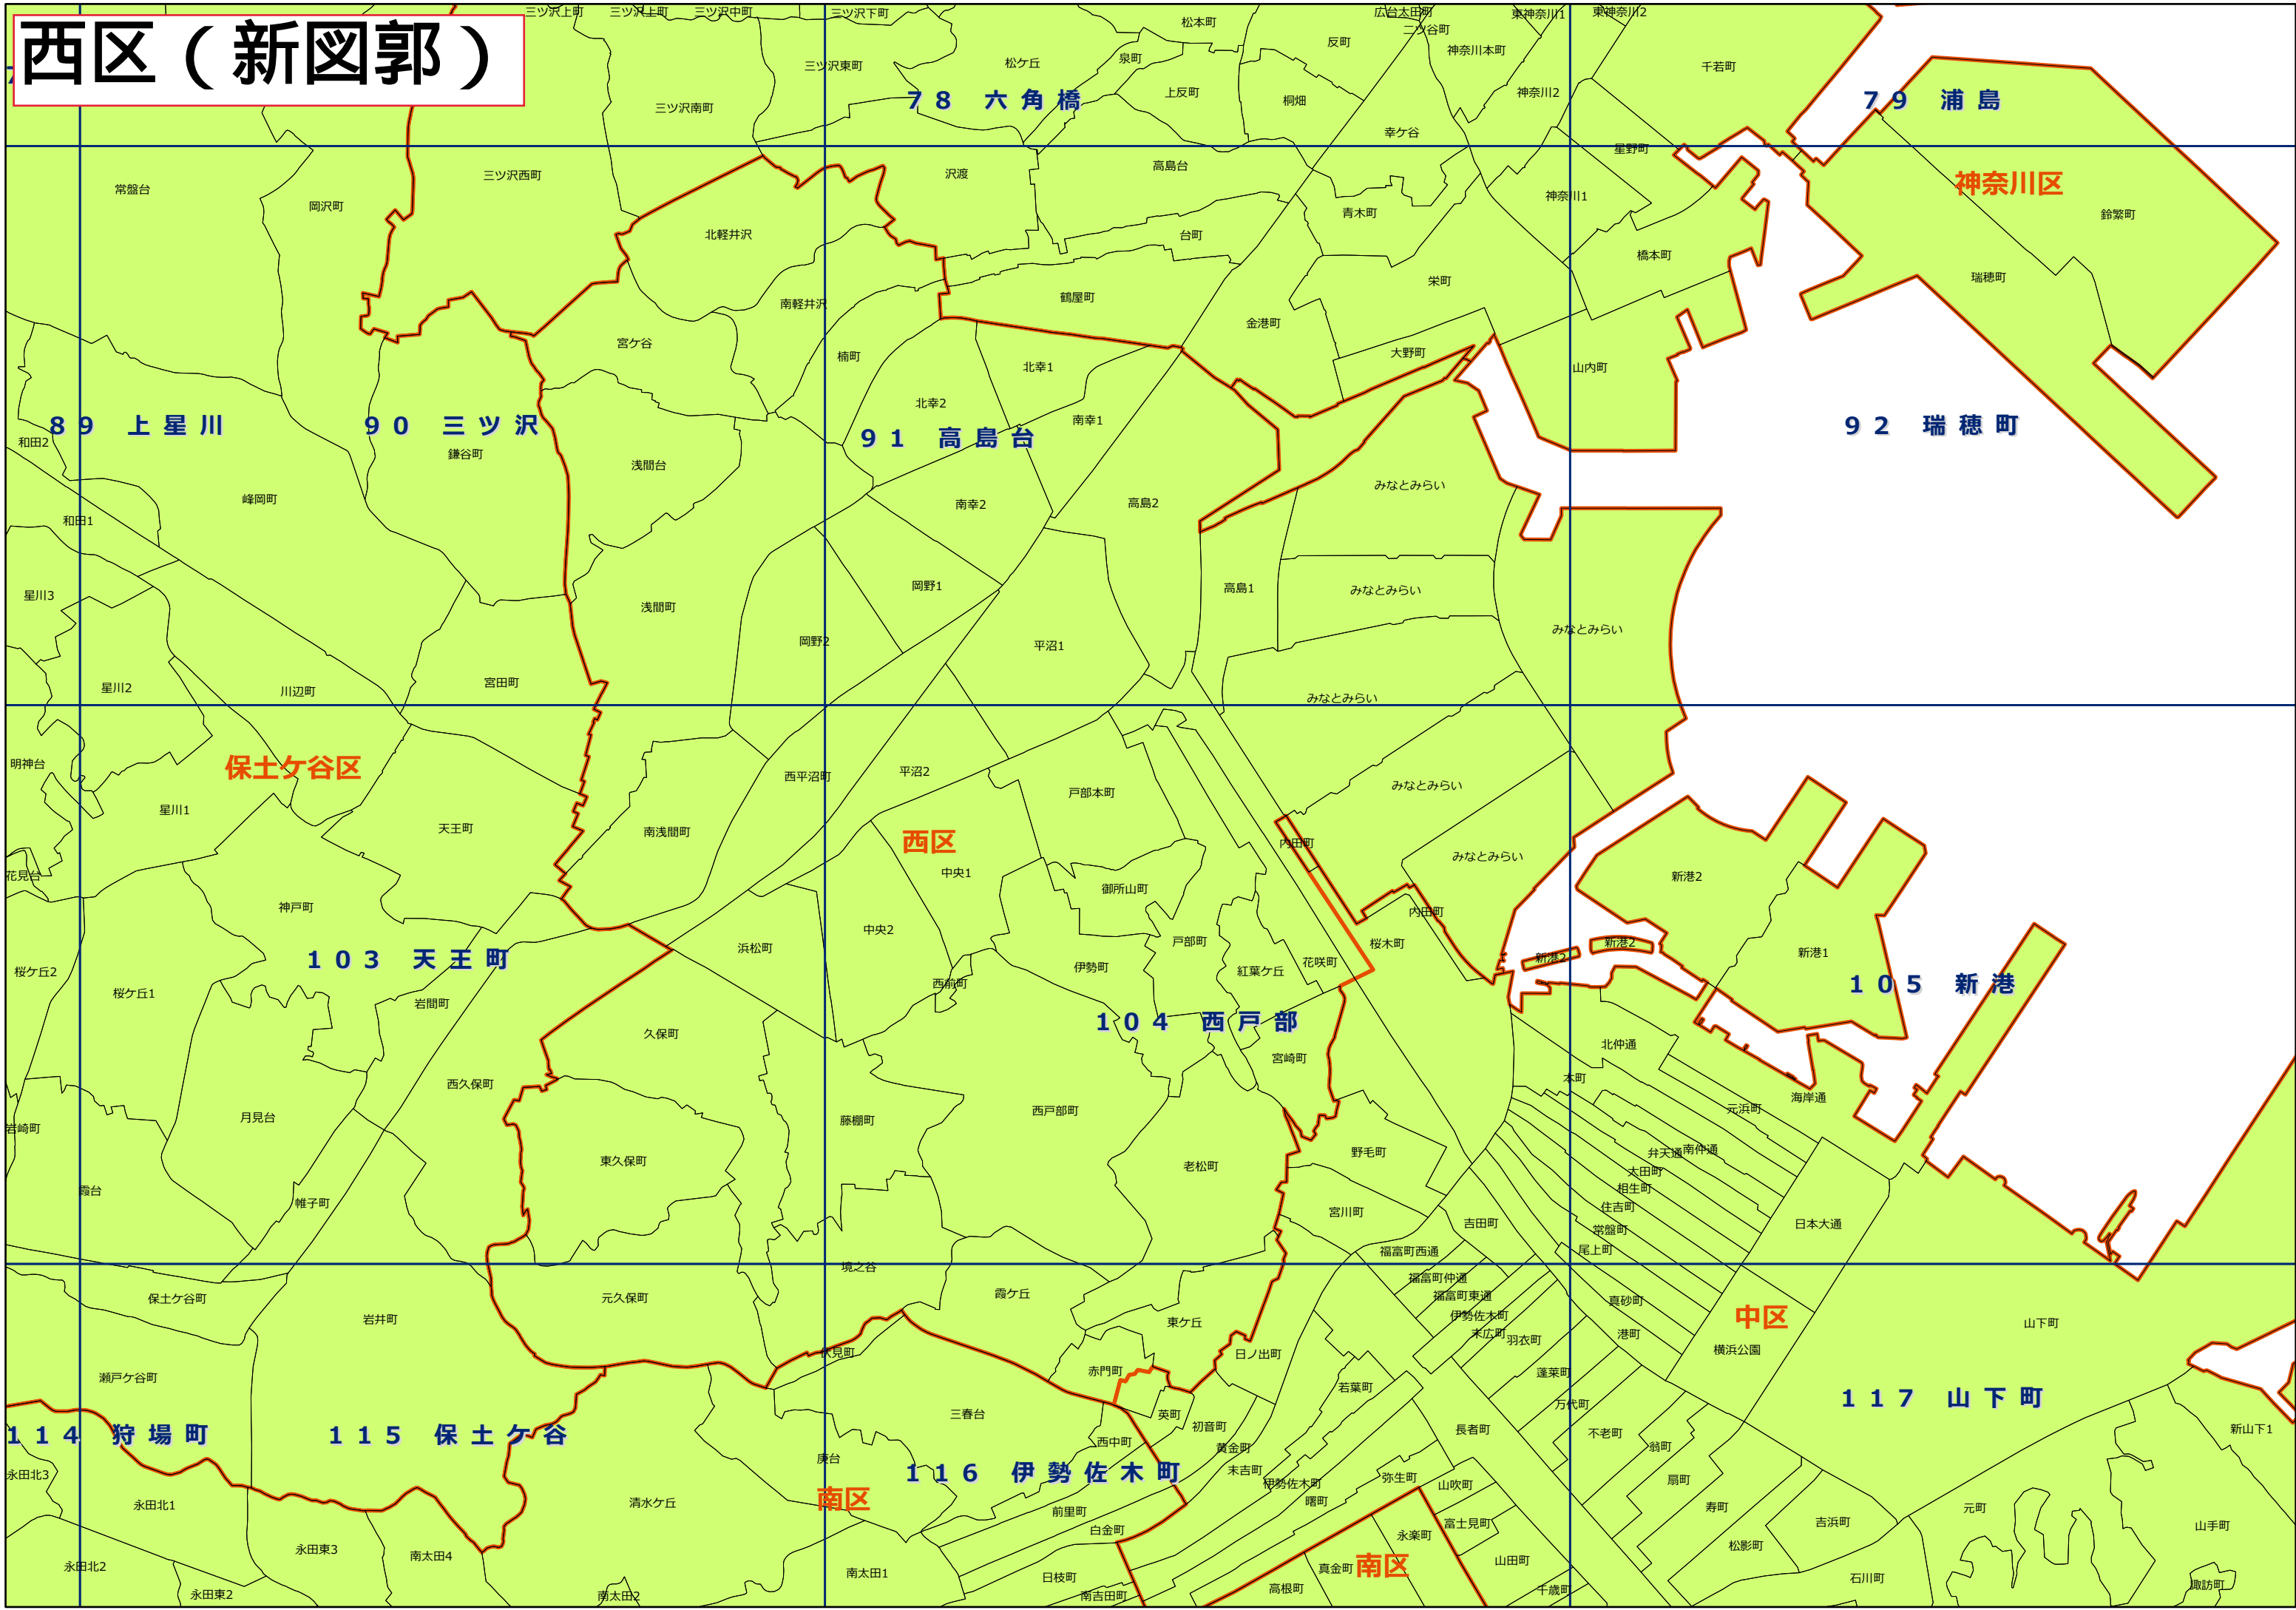 西区（新図郭）
三ツ沢上町
三ツ沢上町
三ツ沢中町
三ツ沢下町
松本町
広台太田町
二ツ谷町
東神奈川1
東神奈川2
反町
神奈川本町
泉町
松ケ丘
三ツ沢東町
千若町
78 六角橋
上反町
桐畑
神奈川2
79 浦島
三ツ沢南町
幸ケ谷
星野町
高島台
沢渡
三ツ沢西町
神奈川区
常盤台
岡沢町
神奈川1
青木町
鈴繁町
北軽井沢
台町
橋本町
瑞穂町
栄町
鶴屋町
南軽井沢
金港町
宮ケ谷
楠町
大野町
北幸1
山内町
北幸2
南幸1
89 上星川
90 三ツ沢
91 高島台
92 瑞穂町
和田2
鎌谷町
浅間台
みなとみらい
峰岡町
南幸2
高島2
和田1
岡野1
高島1
みなとみらい
星川3
浅間町
みなとみらい
岡野2
平沼1
星川2
川辺町
宮田町
みなとみらい
明神台
保土ケ谷区
西平沼町
平沼2
戸部本町
みなとみらい
星川1
天王町
南浅間町
西区
内田町
みなとみらい
花見台
中央1
新港2
御所山町
神戸町
内田町
中央2
戸部町
桜木町
新港2
浜松町
新港1
103 天王町
新港2
桜ケ丘2
伊勢町
紅葉ケ丘
花咲町
桜ケ丘1
西前町
105 新港
岩間町
104 西戸部
久保町
北仲通
宮崎町
西久保町
本町
海岸通
元浜町
月見台
藤棚町
西戸部町
岩崎町
野毛町
弁天通
南仲通
東久保町
老松町
太田町
霞台
相生町
帷子町
住吉町
宮川町
吉田町
常盤町
日本大通
福富町西通
尾上町
境之谷
福富町仲通
保土ケ谷町
元久保町
霞ケ丘
福富町東通
真砂町
岩井町
東ケ丘
伊勢佐木町
中区
山下町
末広町
羽衣町
港町
伏見町
日ノ出町
横浜公園
瀬戸ケ谷町
赤門町
蓬莱町
若葉町
117 山下町
万代町
三春台
英町
初音町
長者町
不老町
新山下1
114 狩場町
115 保土ケ谷
西中町
黄金町
翁町
庚台
116 伊勢佐木町
末吉町
伊勢佐木町
弥生町
山吹町
扇町
永田北3
南区
曙町
永田北1
清水ケ丘
前里町
寿町
元町
白金町
富士見町
吉浜町
山手町
永楽町
松影町
永田東3
南太田4
南区
山田町
永田北2
南太田1
日枝町
真金町
石川町
高根町
千歳町
諏訪町
永田東2
南太田2
南吉田町